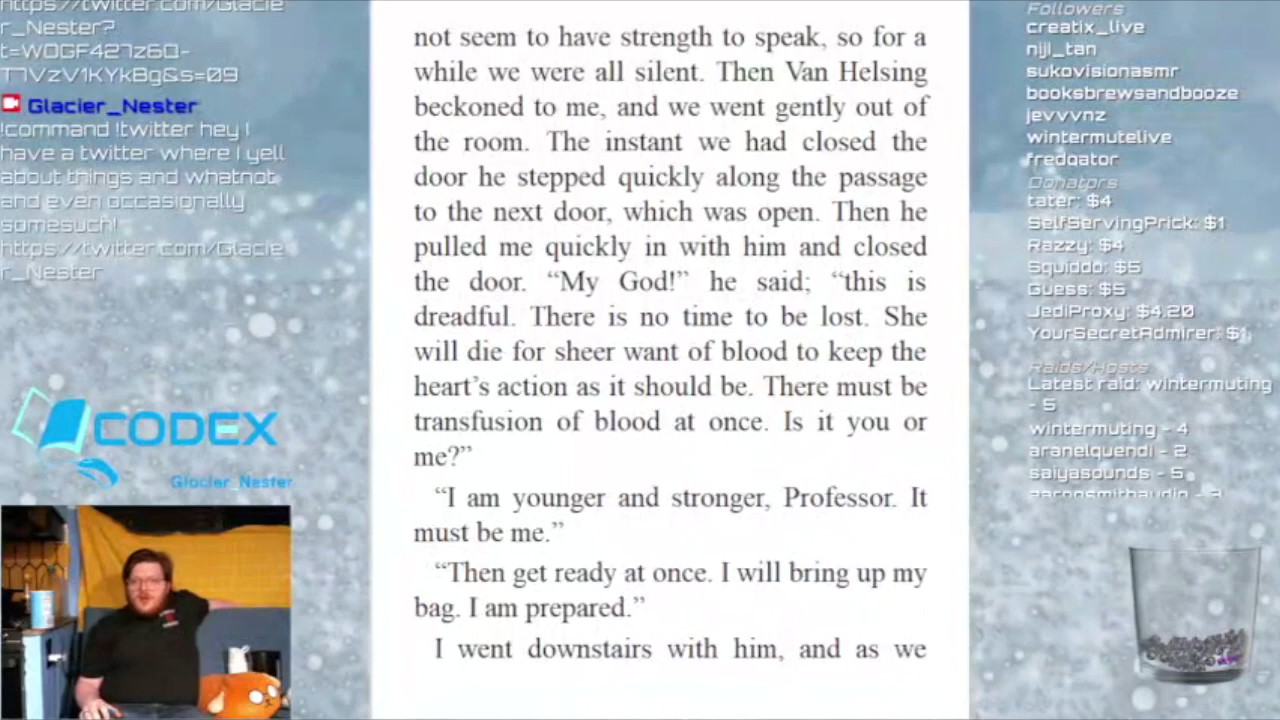 https://twitter.com/Glacie
r_Nester?
t=W0GF427z6Q-
T7VzV1KYkBg&s=09
Glacier_Nester
!command !twitter hey I
have a twitter where I yell
about things and whatnot
and even occasionally
somesuch!
https://twitter.com/Glacie
r_Nester
CODEX
Glacier_Nester
not seem to have strength to speak, so for a
while we were all silent. Then Van Helsing
beckoned to me, and we went gently out of
the room. The instant we had closed the
door he stepped quickly along the passage
to the next door, which was open. Then he
pulled me quickly in with him and closed
the door. “My God!” he said; “this is
dreadful. There is no time to be lost. She
will die for sheer want of blood to keep the
heart’s action as it should be. There must be
transfusion of blood at once. Is it you or
me?”
“I am younger and stronger, Professor. It
must be me.”
“Then get ready at once. I will bring up my
bag. I am prepared.”
I went downstairs with him, and as we
Followers
creatix_live
nijl_tan
sukovisionasmr
booksbrewsandbooze
jevvvnz
wintermutelive
fredgator
Donators
tater: $4
SelfServingPrick: $1
Razzy: $4
Squiddo: $5
Guess: $5
JediProxy: $4.20
YourSecretAdmirer: $1
Raids/Hosts
Latest raid: wintermuting
- 5
wintermuting - 4
aranelquendi - 2
saiyasounds - 5